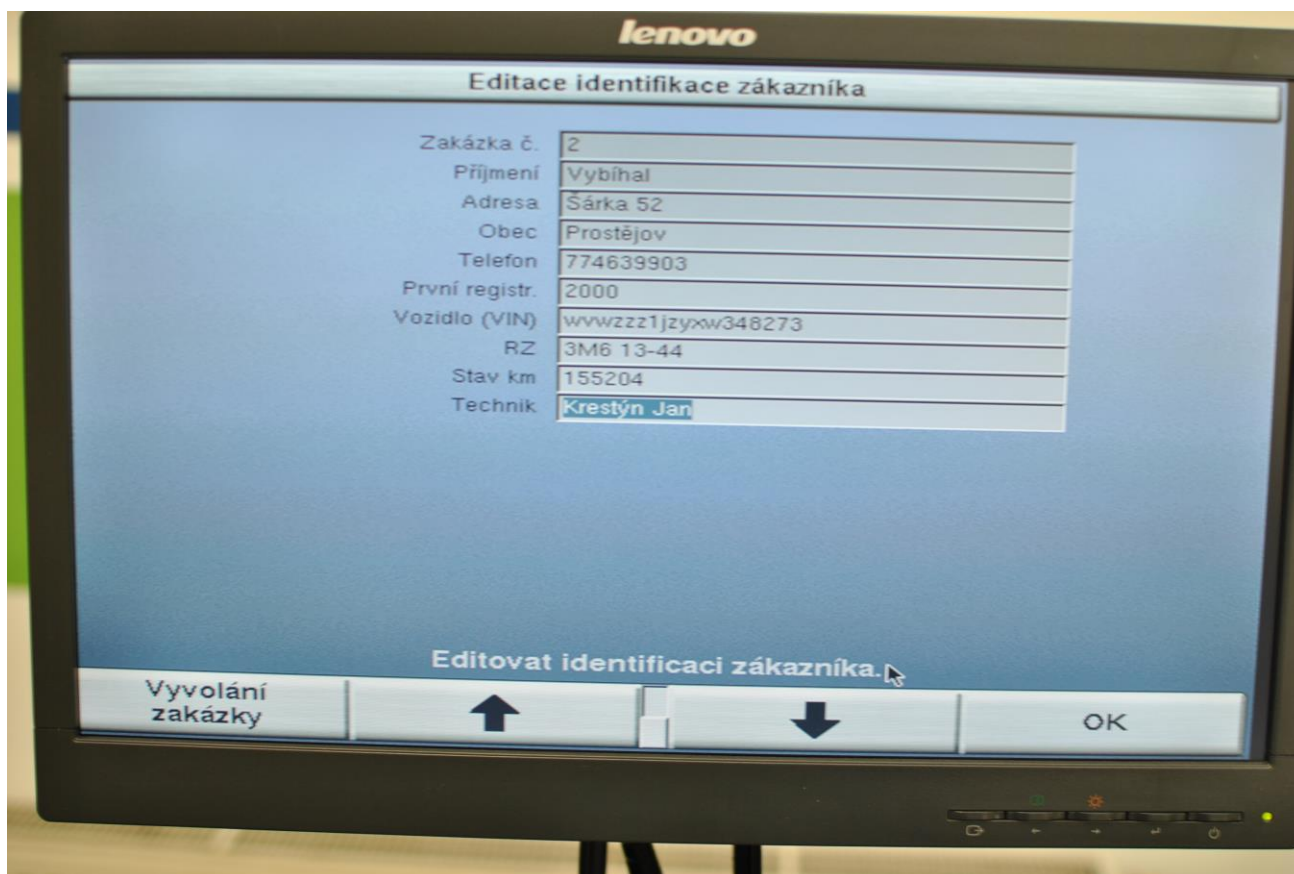 lenovo
Editace identifikace zákazníka
Zakázka č. 2
Příjmení Vybíhal
Adresa Šárka 52
Obec Prostějov
Telefon 774639903
První registr. 2000
Vozidlo (VIN) wvwzzz1jzyxw348273
RZ 3M6 13-44
Stav km 155204
Technik Krestýn Jan
Editovat identificaci zákazníka.
Vyvolání
zakázky
OK